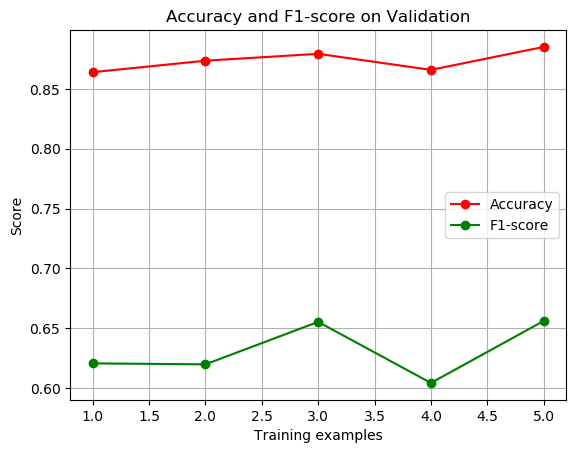 Accuracy and F1-score on Validation
0.85
0.80
0.75
0.70
0.65
0.60
Score
Accuracy
F1-score
1.0 1.5 2.0 2.5 3.0 3.5 4.0 4.5 5.0
Training examples